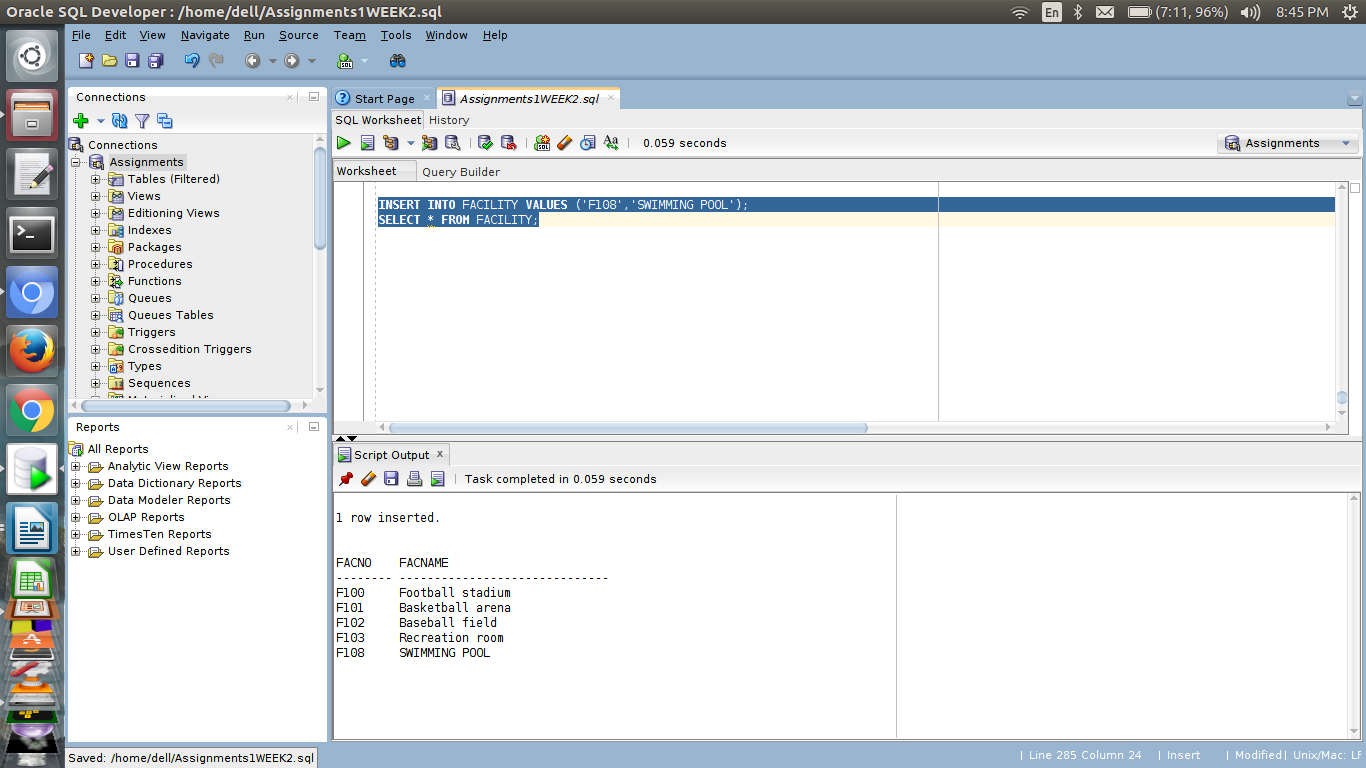 Oracle SQL Developer : /home/dell/Assignments1WEEK2.sql
En
(7:11, 96%)
8:45 PM
File Edit View Navigate Run Source Team Tools Window Help
Connections
Connections
Assignments
Tables (Filtered)
Views
Editioning Views
Indexes
Packages
Procedures
Functions
Queues
Queues Tables
Triggers
Crossedition Triggers
Types
Sequences
Reports
All Reports
Analytic View Reports
Data Dictionary Reports
Data Modeler Reports
OLAP Reports
TimesTen Reports
User Defined Reports
Saved: /home/dell/Assignments1WEEK2.sql
Start Page
Assignments1WEEK2.sql
SQL Worksheet History
0.059 seconds
Assignments
Worksheet Query Builder
INSERT INTO FACILITY VALUES ('F108','SWIMMING POOL');
SELECT * FROM FACILITY;
Script Output
Task completed in 0.059 seconds
1 row inserted.
FACNO FACNAME
-------- ------------------------------
F100 Football stadium
F101 Basketball arena
F102 Baseball field
F103 Recreation room
F108 SWIMMING POOL
Line 285 Column 24 | Insert | Modified | Unix/Mac: LF